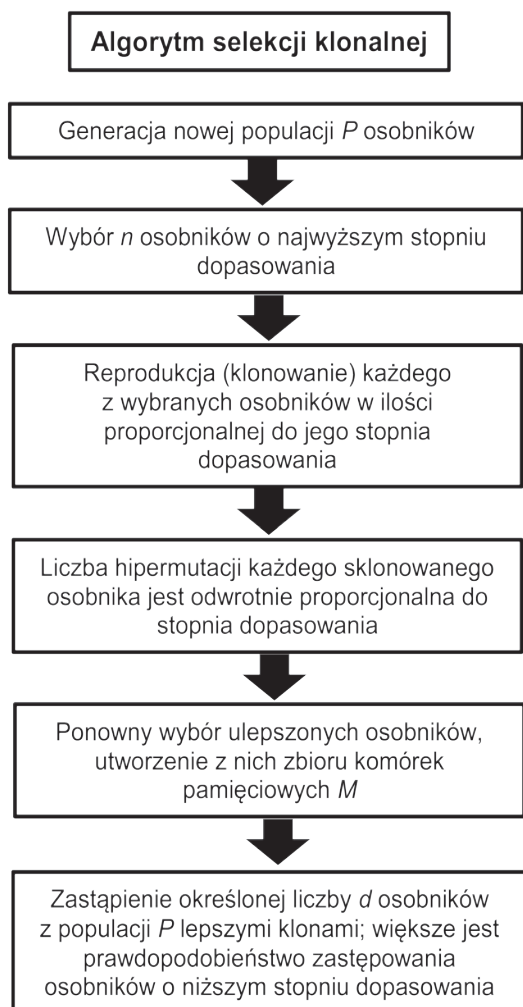 Algorytm selekcji klonalnej
Generacja nowej populacji P osobników
Wybór n osobników o najwyższym stopniu
dopasowania
Reprodukcja (klonowanie) każdego
z wybranych osobników w ilości
proporcjonalnej do jego stopnia
dopasowania
Liczba hipermutacji każdego sklonowanego
osobnika jest odwrotnie proporcjonalna do
stopnia dopasowania
Ponowny wybór ulepszonych osobników,
utworzenie z nich zbioru komórek
pamięciowych M
Zastąpienie określonej liczby d osobników
z populacji P lepszymi klonami; większe jest
prawdopodobieństwo zastępowania
osobników o niższym stopniu dopasowania